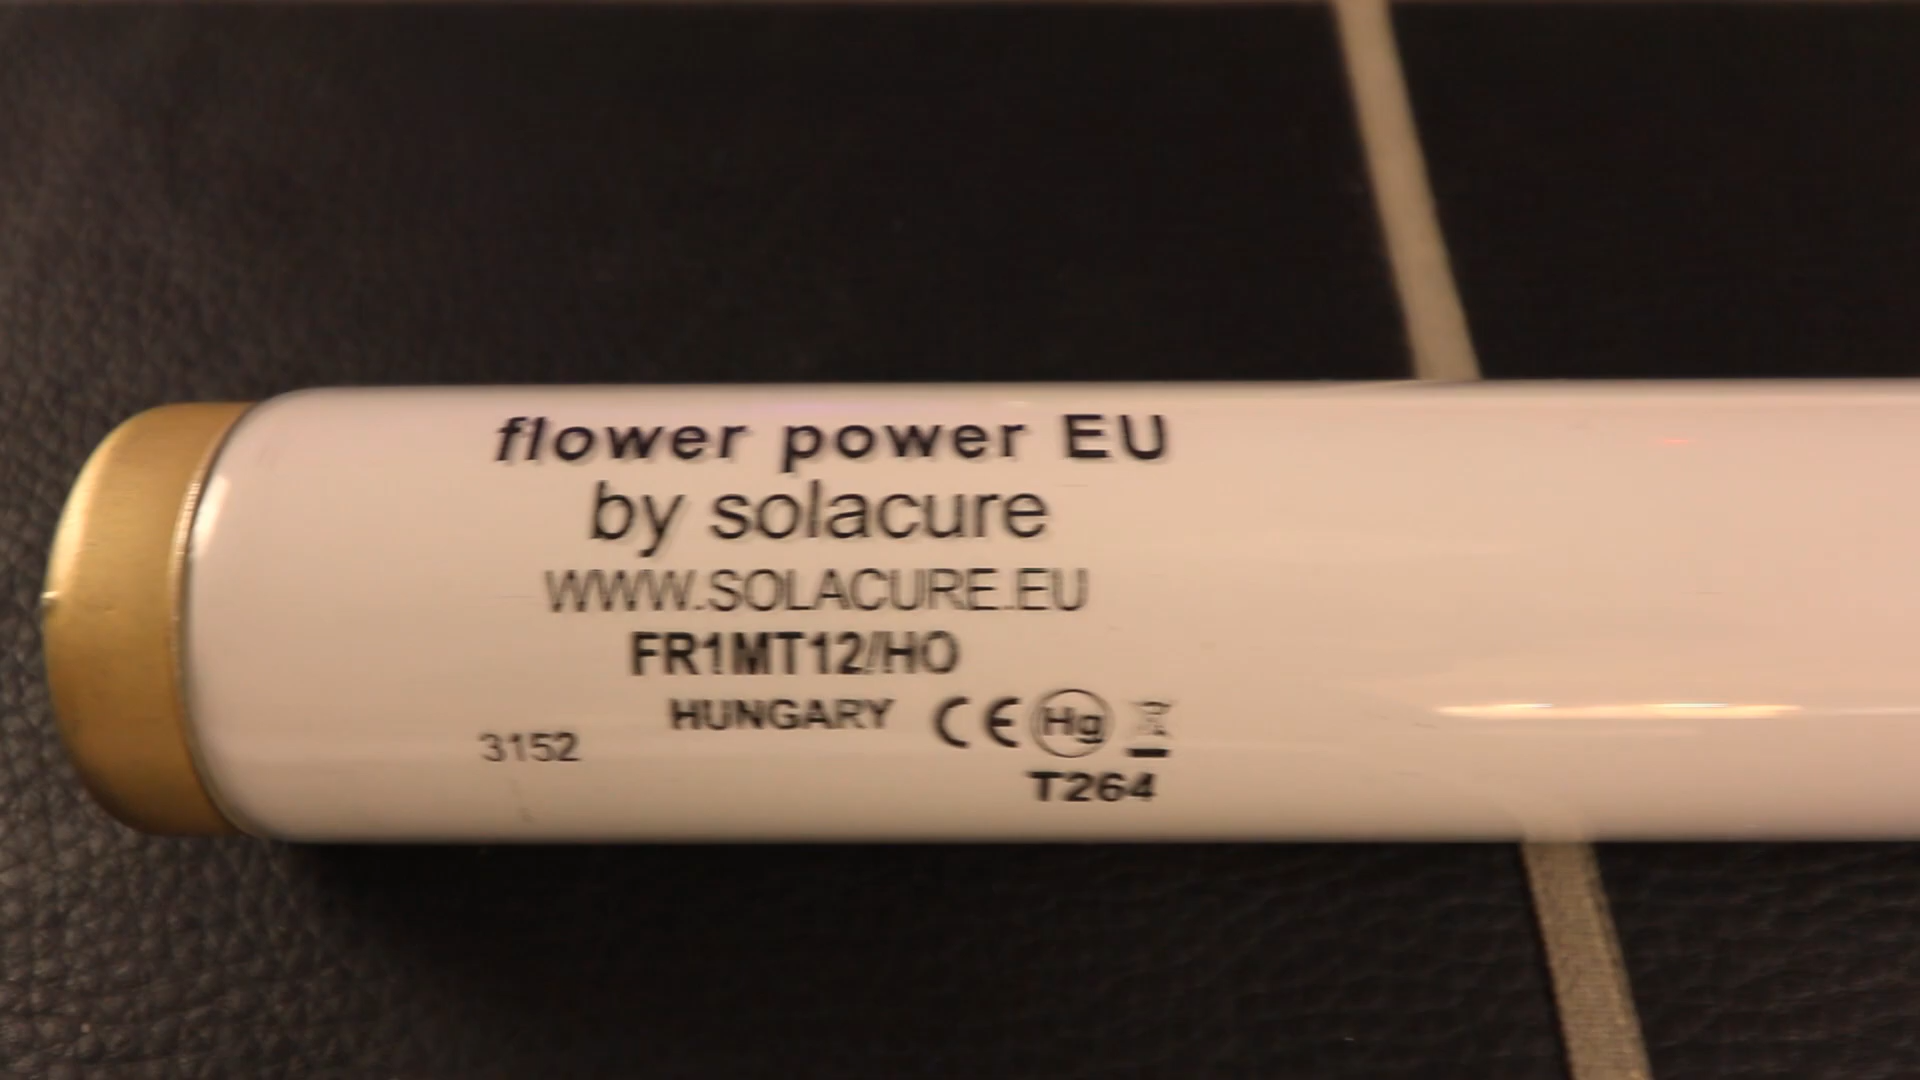 flower power EU
by solacure
WWW.SOLACURE.EU
FR1MT12/HO
HUNGARY CE Hg
3152
T264